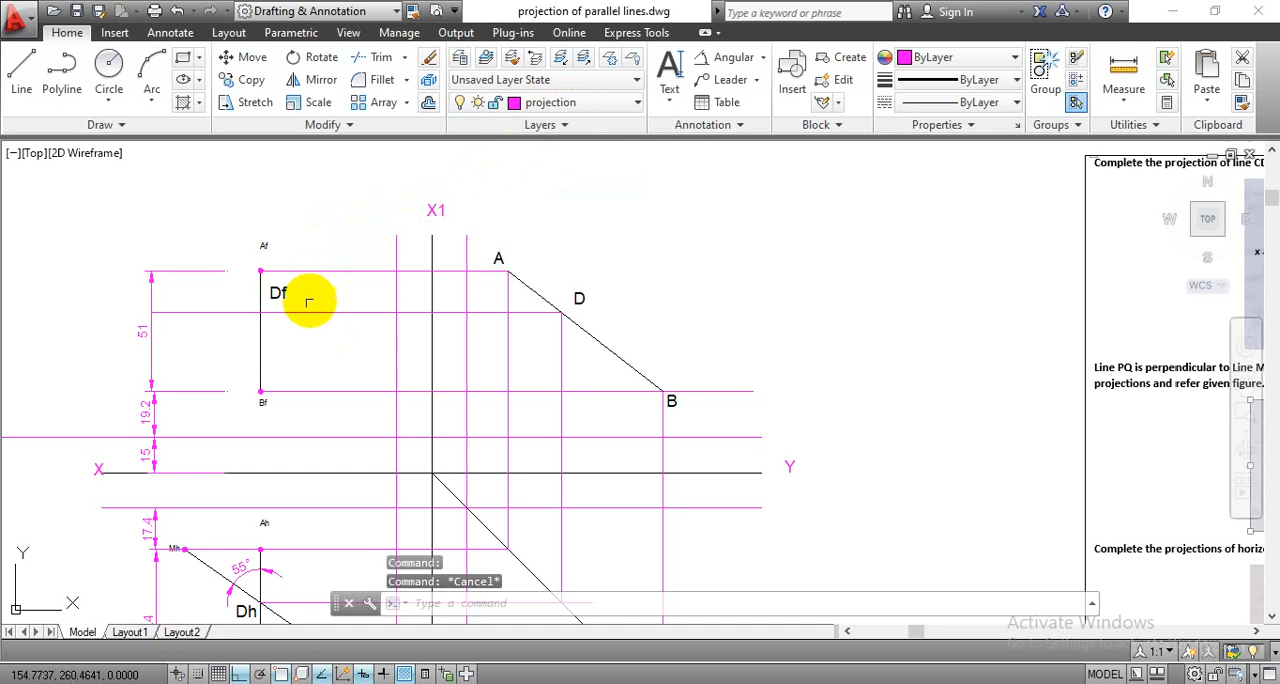 Drafting & Annotation
projection of parallel lines.dwg
Type a keyword or phrase
Sign In
Home Insert Annotate Layout Parametric View Manage Output Plug-ins Online Express Tools
Line Polyline Circle Arc
Move Rotate Trim
Copy Mirror Fillet
Stretch Scale Array
Unsaved Layer State
projection
Text
Angular
Leader
Table
Insert
Create
Edit
ByLayer
ByLayer
ByLayer
Group
Measure
Paste
Draw Modify Layers Annotation Block Properties Groups Utilities Clipboard
[−][Top][2D Wireframe]
Complete the projection of line CD
N
W TOP E
S
WCS
X1
Af
A
Df
D
51
Bf
B
19.2
15
X
Y
17.4
Ah
Mh
55°
Dh
Line PQ is perpendicular to Line M
projections and refer given figure.
Complete the projections of horiz
Y
X
Command:
Command: *Cancel*
Type a command
Activate Windows
Model Layout1 Layout2
1:1
154.7737, 260.4641, 0.0000
MODEL